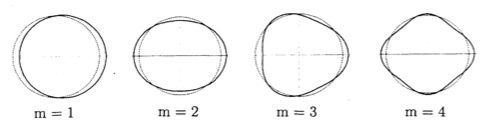 m = 1 m = 2 m = 3 m = 4